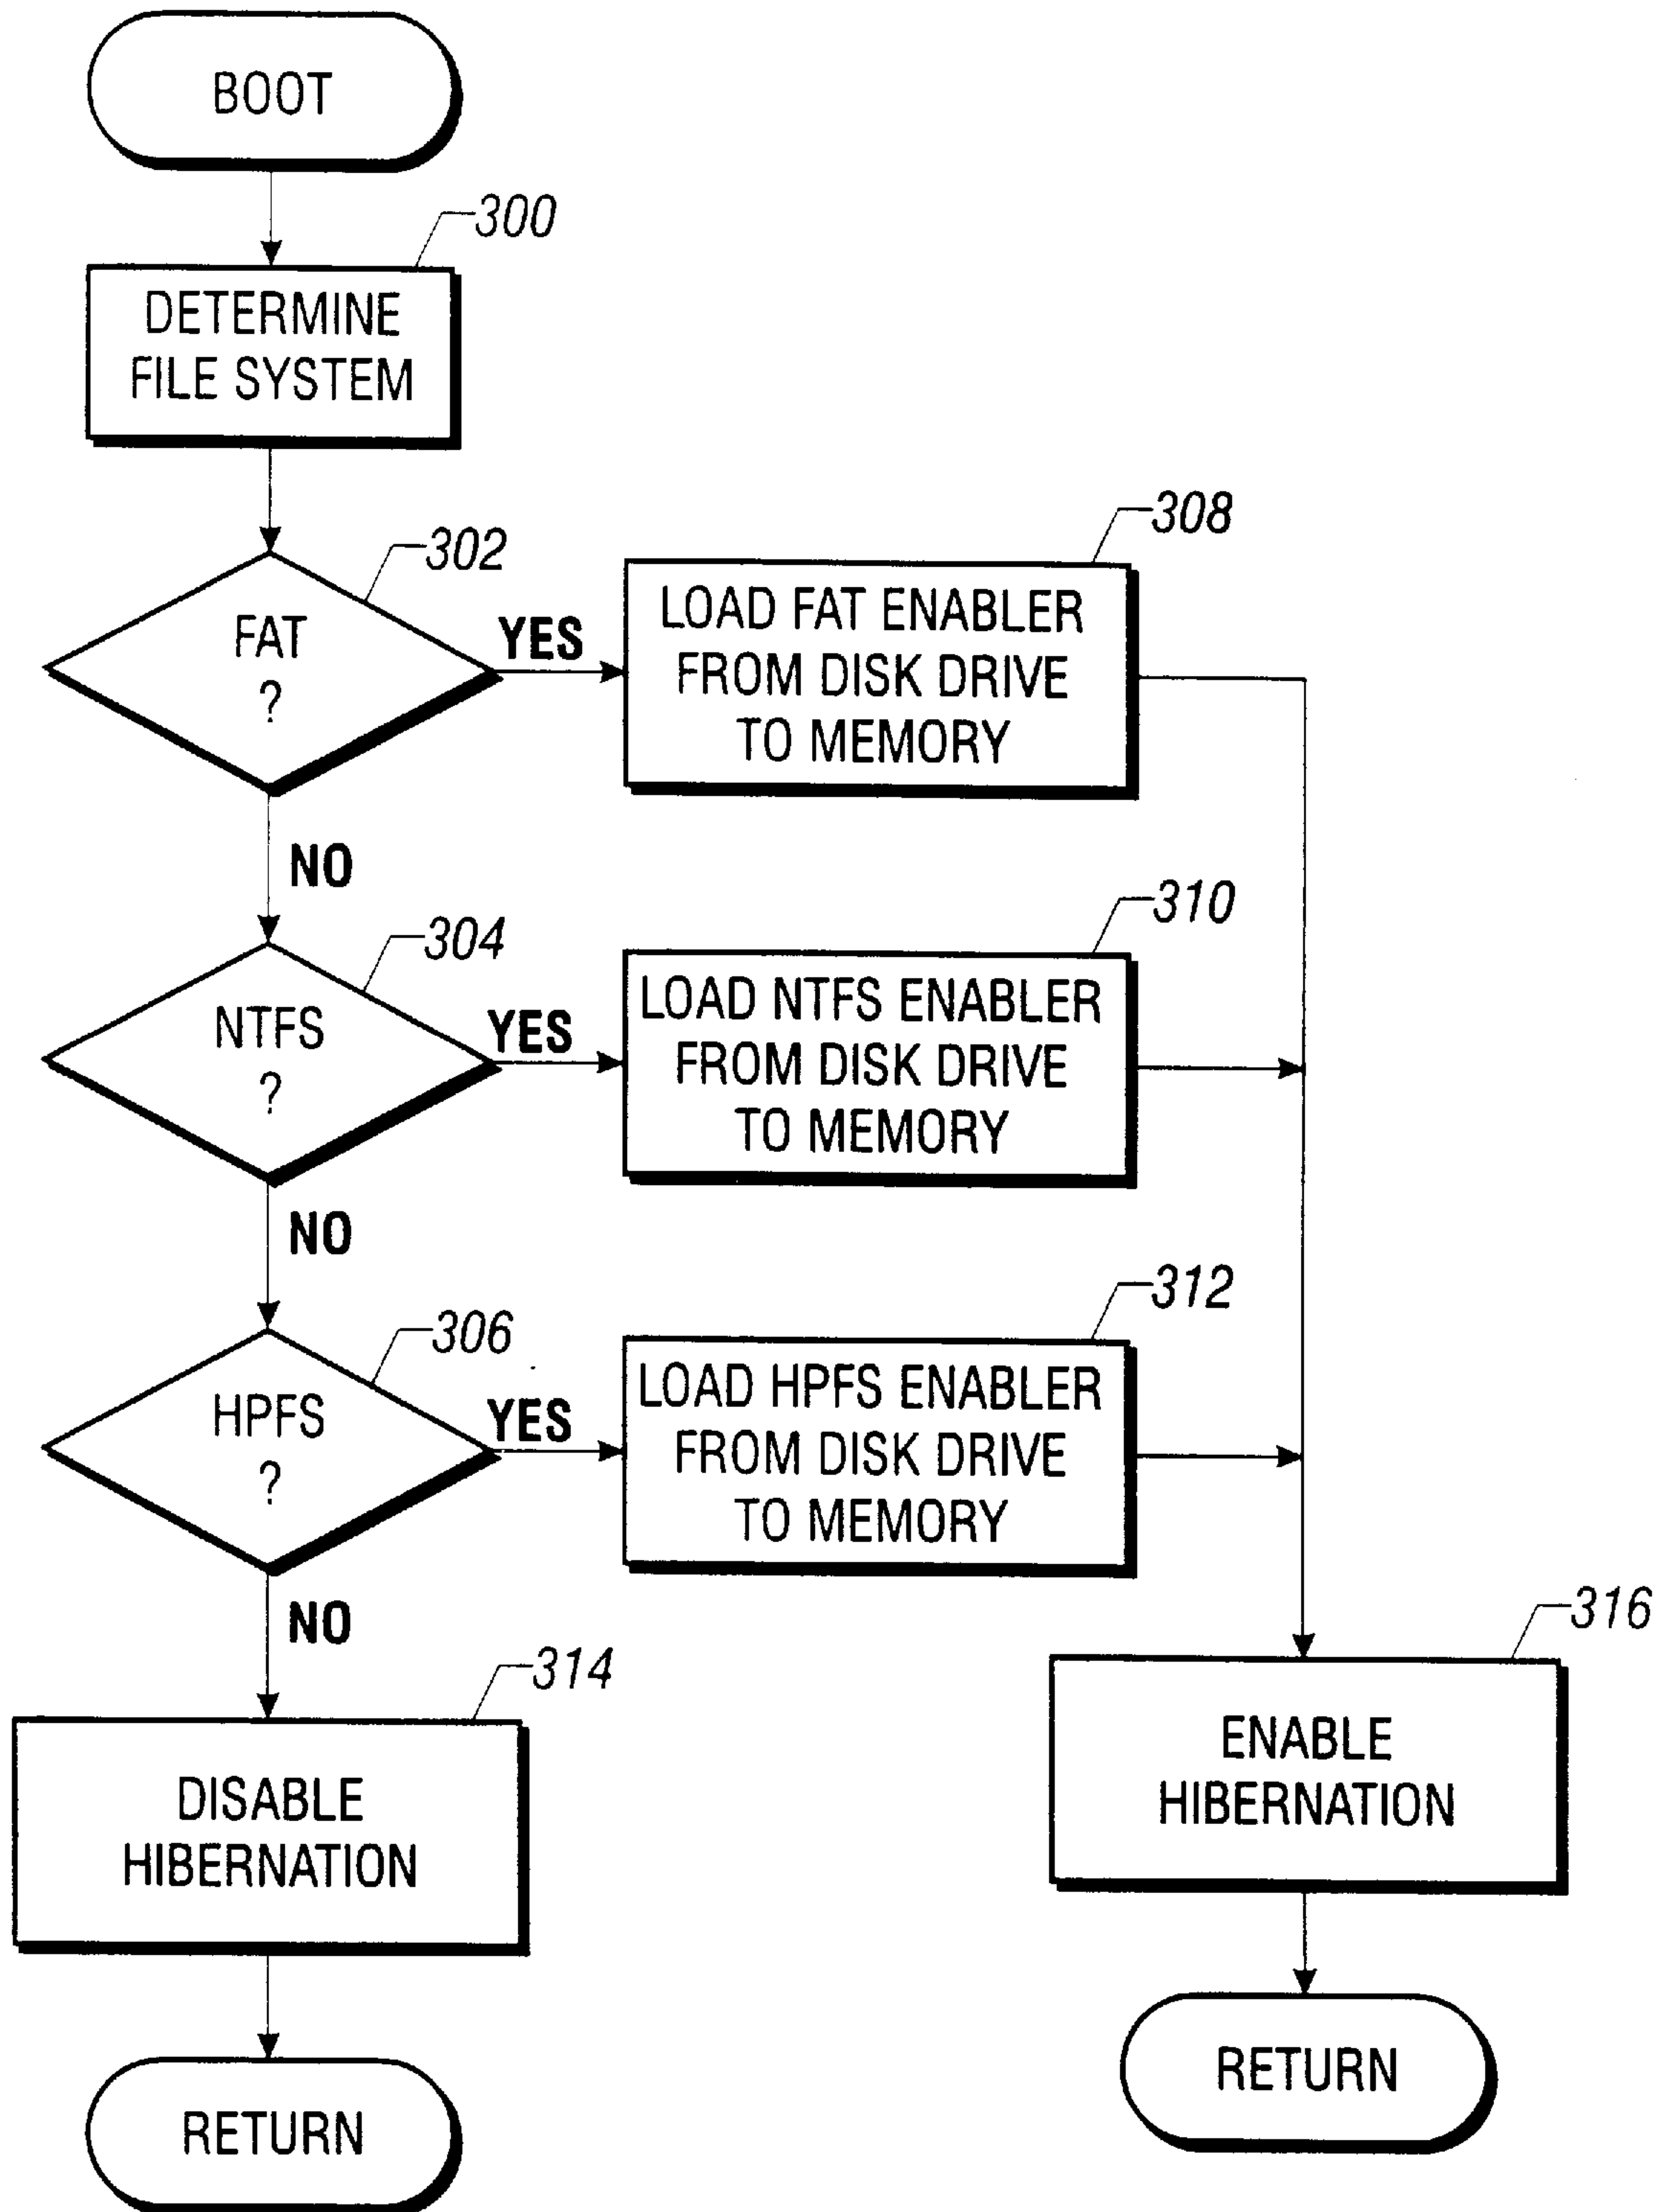 BOOT
300
DETERMINE
FILE SYSTEM
302
FAT
?
YES
308
LOAD FAT ENABLER
FROM DISK DRIVE
TO MEMORY
NO
304
NTFS
?
YES
310
LOAD NTFS ENABLER
FROM DISK DRIVE
TO MEMORY
NO
306
HPFS
?
YES
312
LOAD HPFS ENABLER
FROM DISK DRIVE
TO MEMORY
NO
314
DISABLE
HIBERNATION
RETURN
316
ENABLE
HIBERNATION
RETURN